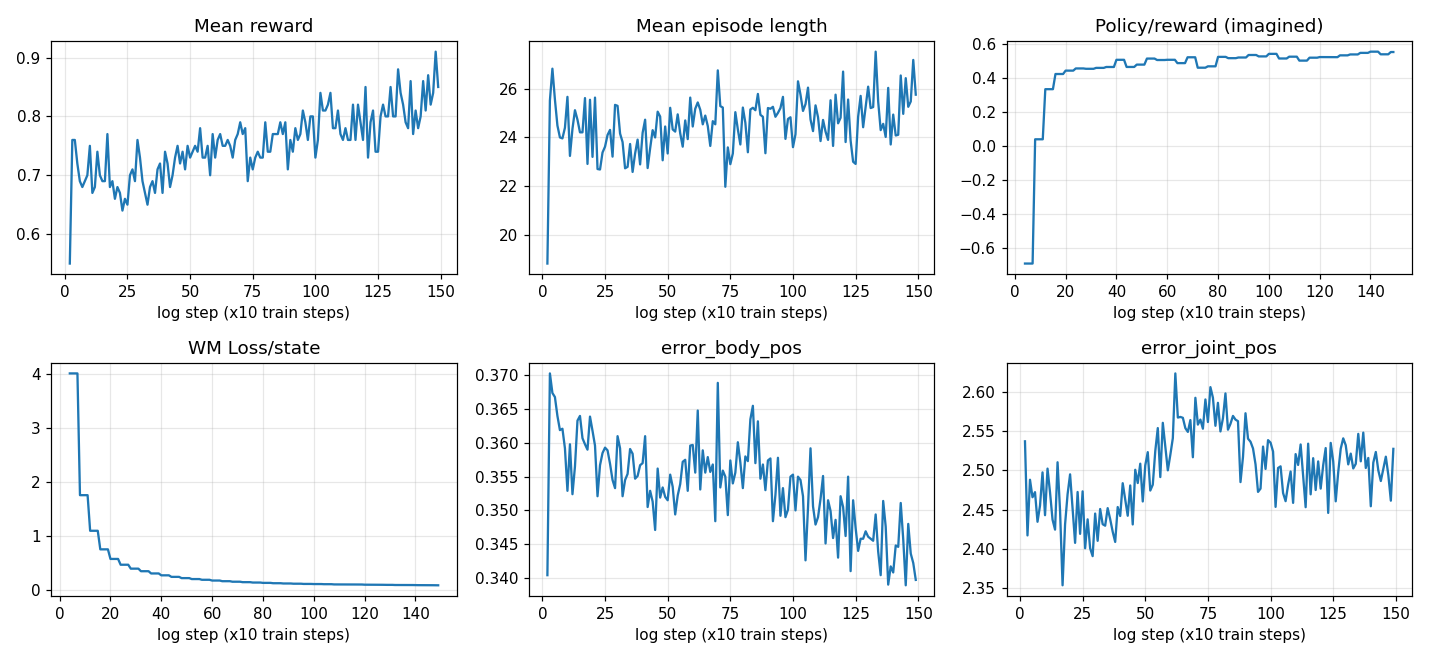 Mean reward
0.9
0.8
0.7
0.6
0 25 50 75 100 125 150
log step (x10 train steps)
Mean episode length
26
24
22
20
0 25 50 75 100 125 150
log step (x10 train steps)
Policy/reward (imagined)
0.6
0.4
0.2
0.0
−0.2
−0.4
−0.6
0 20 40 60 80 100 120 140
log step (x10 train steps)
WM Loss/state
4
3
2
1
0
0 20 40 60 80 100 120 140
log step (x10 train steps)
error_body_pos
0.370
0.365
0.360
0.355
0.350
0.345
0.340
0 25 50 75 100 125 150
log step (x10 train steps)
error_joint_pos
2.60
2.55
2.50
2.45
2.40
2.35
0 25 50 75 100 125 150
log step (x10 train steps)